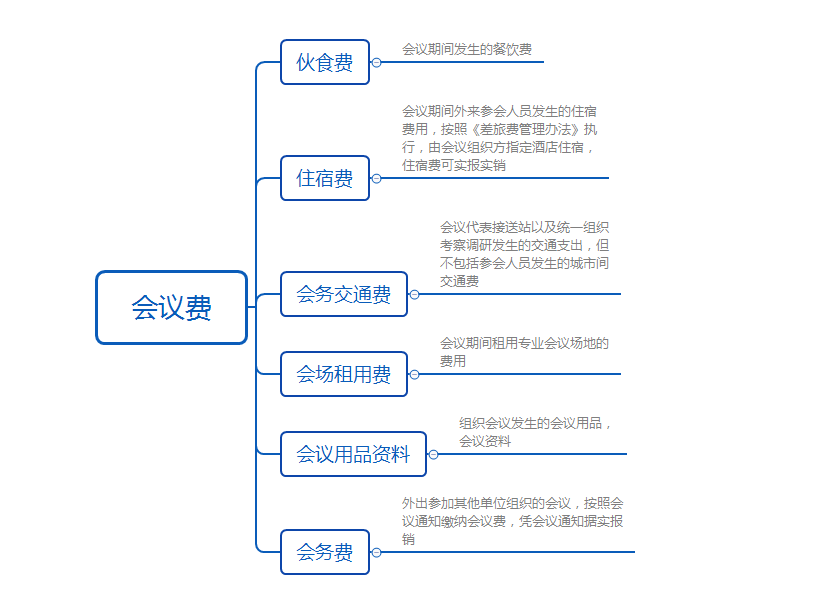 会议期间发生的餐饮费
伙食费
会议期间外来参会人员发生的住宿
费用，按照《差旅费管理办法》执
行，由会议组织方指定酒店住宿，
住宿费可实报实销
住宿费
会议代表接送站以及统一组织
考察调研发生的交通支出，但
不包括参会人员发生的城市间
交通费
会务交通费
会议费
会议期间租用专业会议场地的
费用
会场租用费
组织会议发生的会议用品，
会议资料
会议用品资料
外出参加其他单位组织的会议，按照会
议通知缴纳会议费，凭会议通知据实报
销
会务费